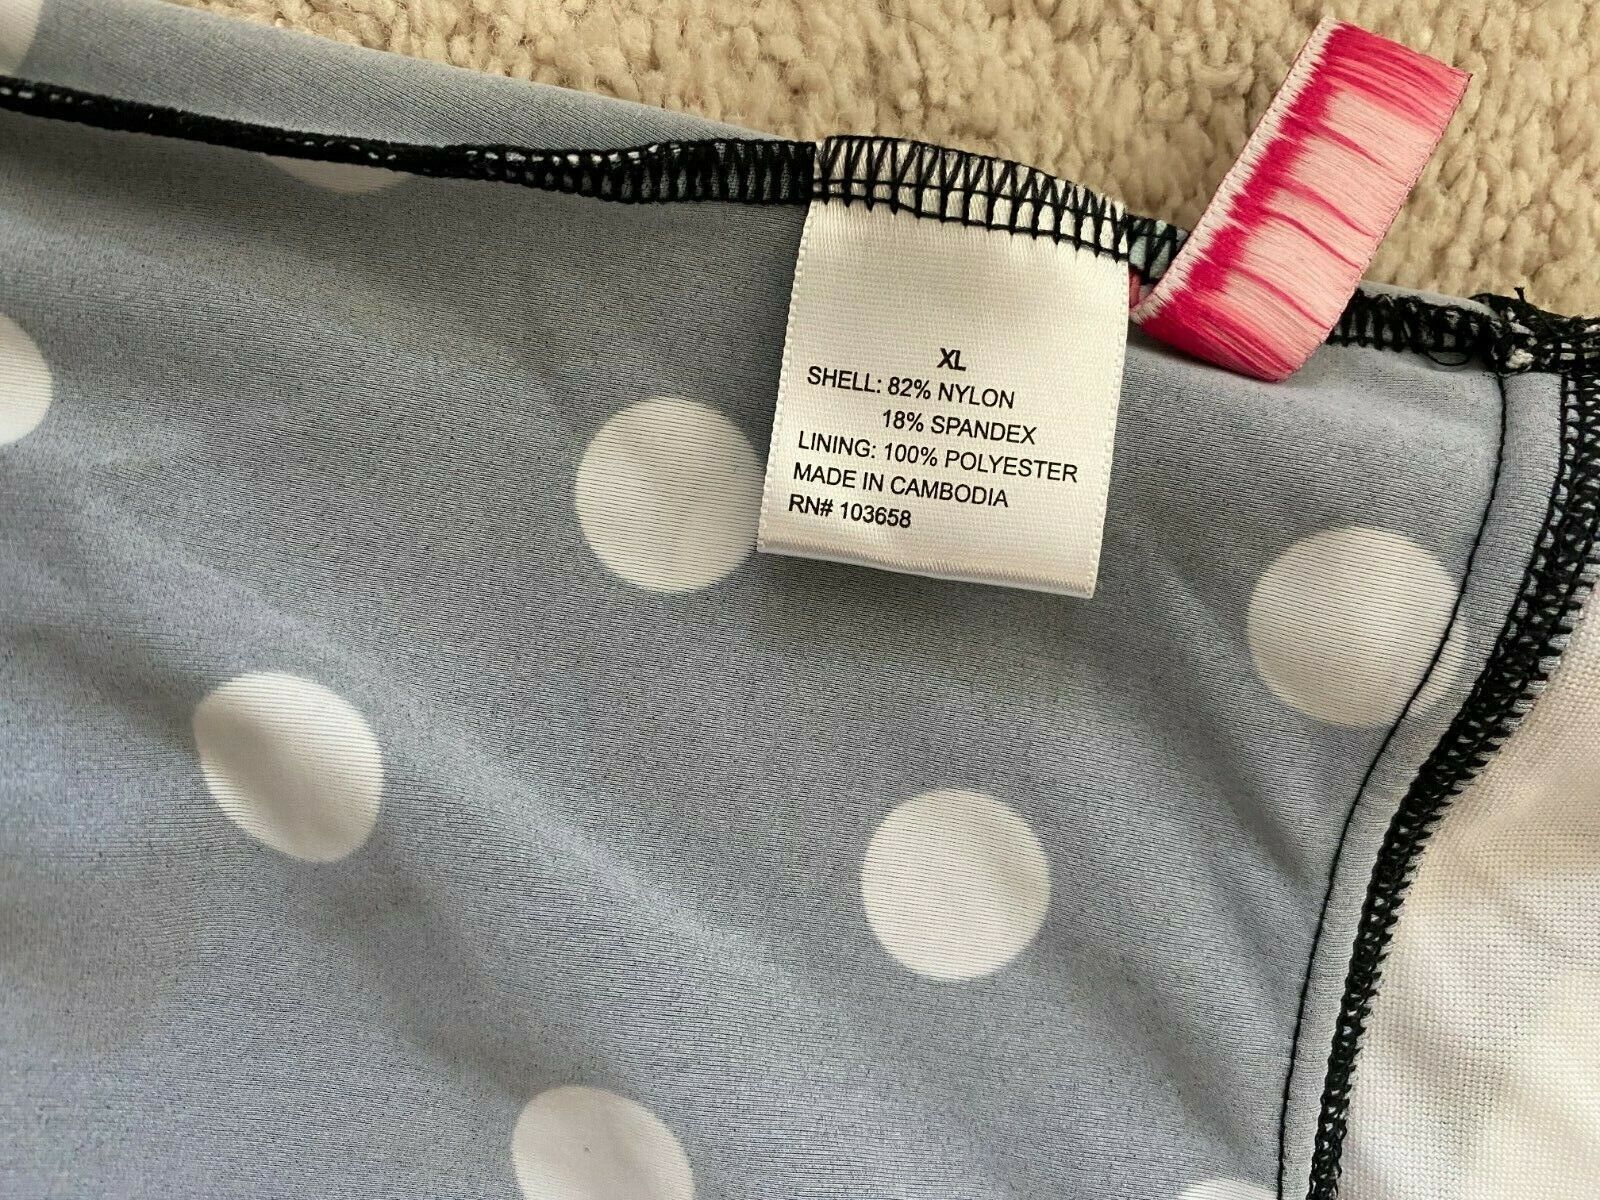 XL
SHELL: 82% NYLON
18% SPANDEX
LINING: 100% POLYESTER
MADE IN CAMBODIA
RN# 103658